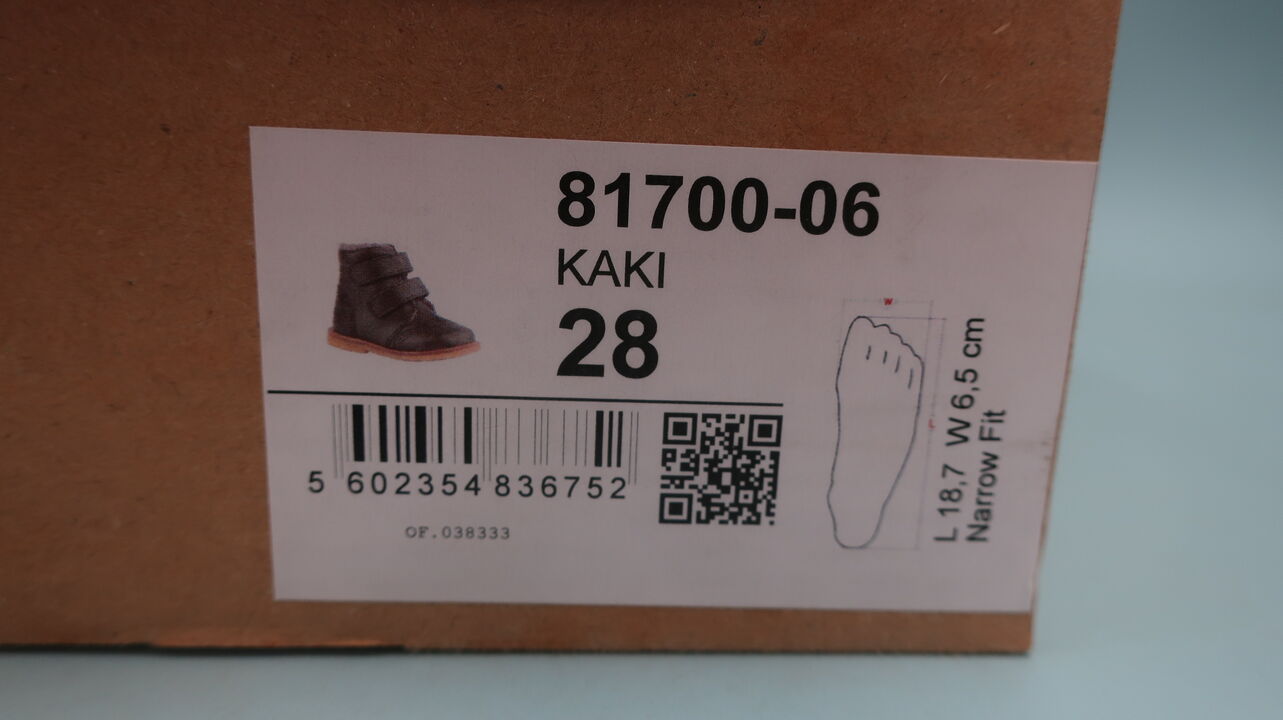 81700-06
KAKI
28
5 602354 836752
OF.038333
W
L 18,7 W 6,5 cm
Narrow Fit